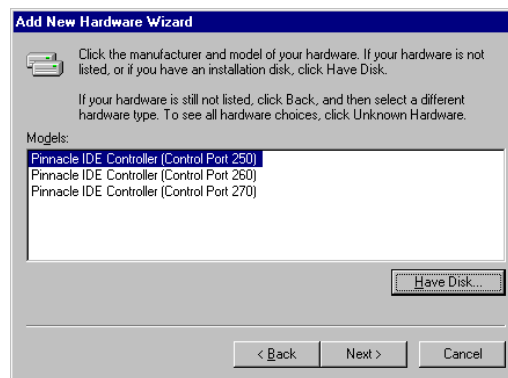 Add New Hardware Wizard
Click the manufacturer and model of your hardware. If your hardware is not
listed, or if you have an installation disk, click Have Disk.
If your hardware is still not listed, click Back, and then select a different
hardware type. To see all hardware choices, click Unknown Hardware.
Models:
Pinnacle IDE Controller (Control Port 250)
Pinnacle IDE Controller (Control Port 260)
Pinnacle IDE Controller (Control Port 270)
Have Disk...
< Back
Next >
Cancel